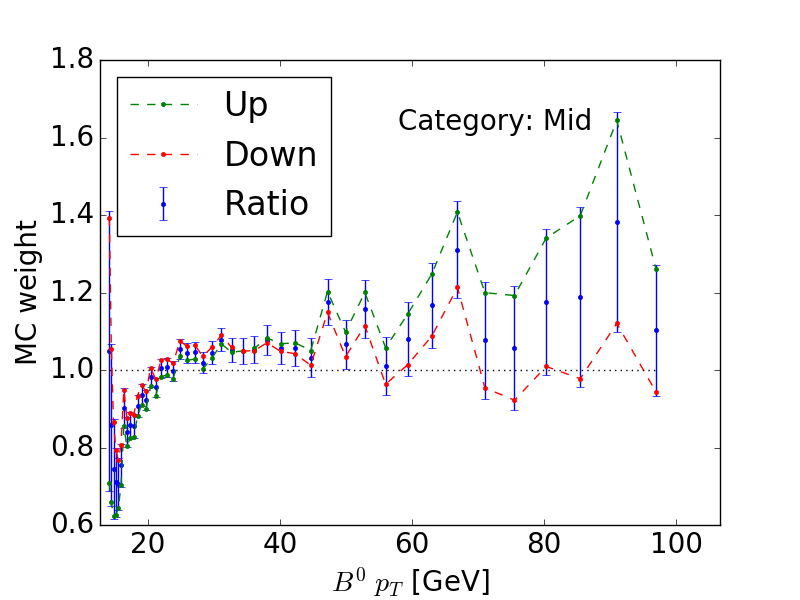 1.8
1.6
1.4
1.2
1.0
0.8
0.6
MC weight
Up
Down
Ratio
Category: Mid
20 40 60 80 100
B⁰ p_T [GeV]